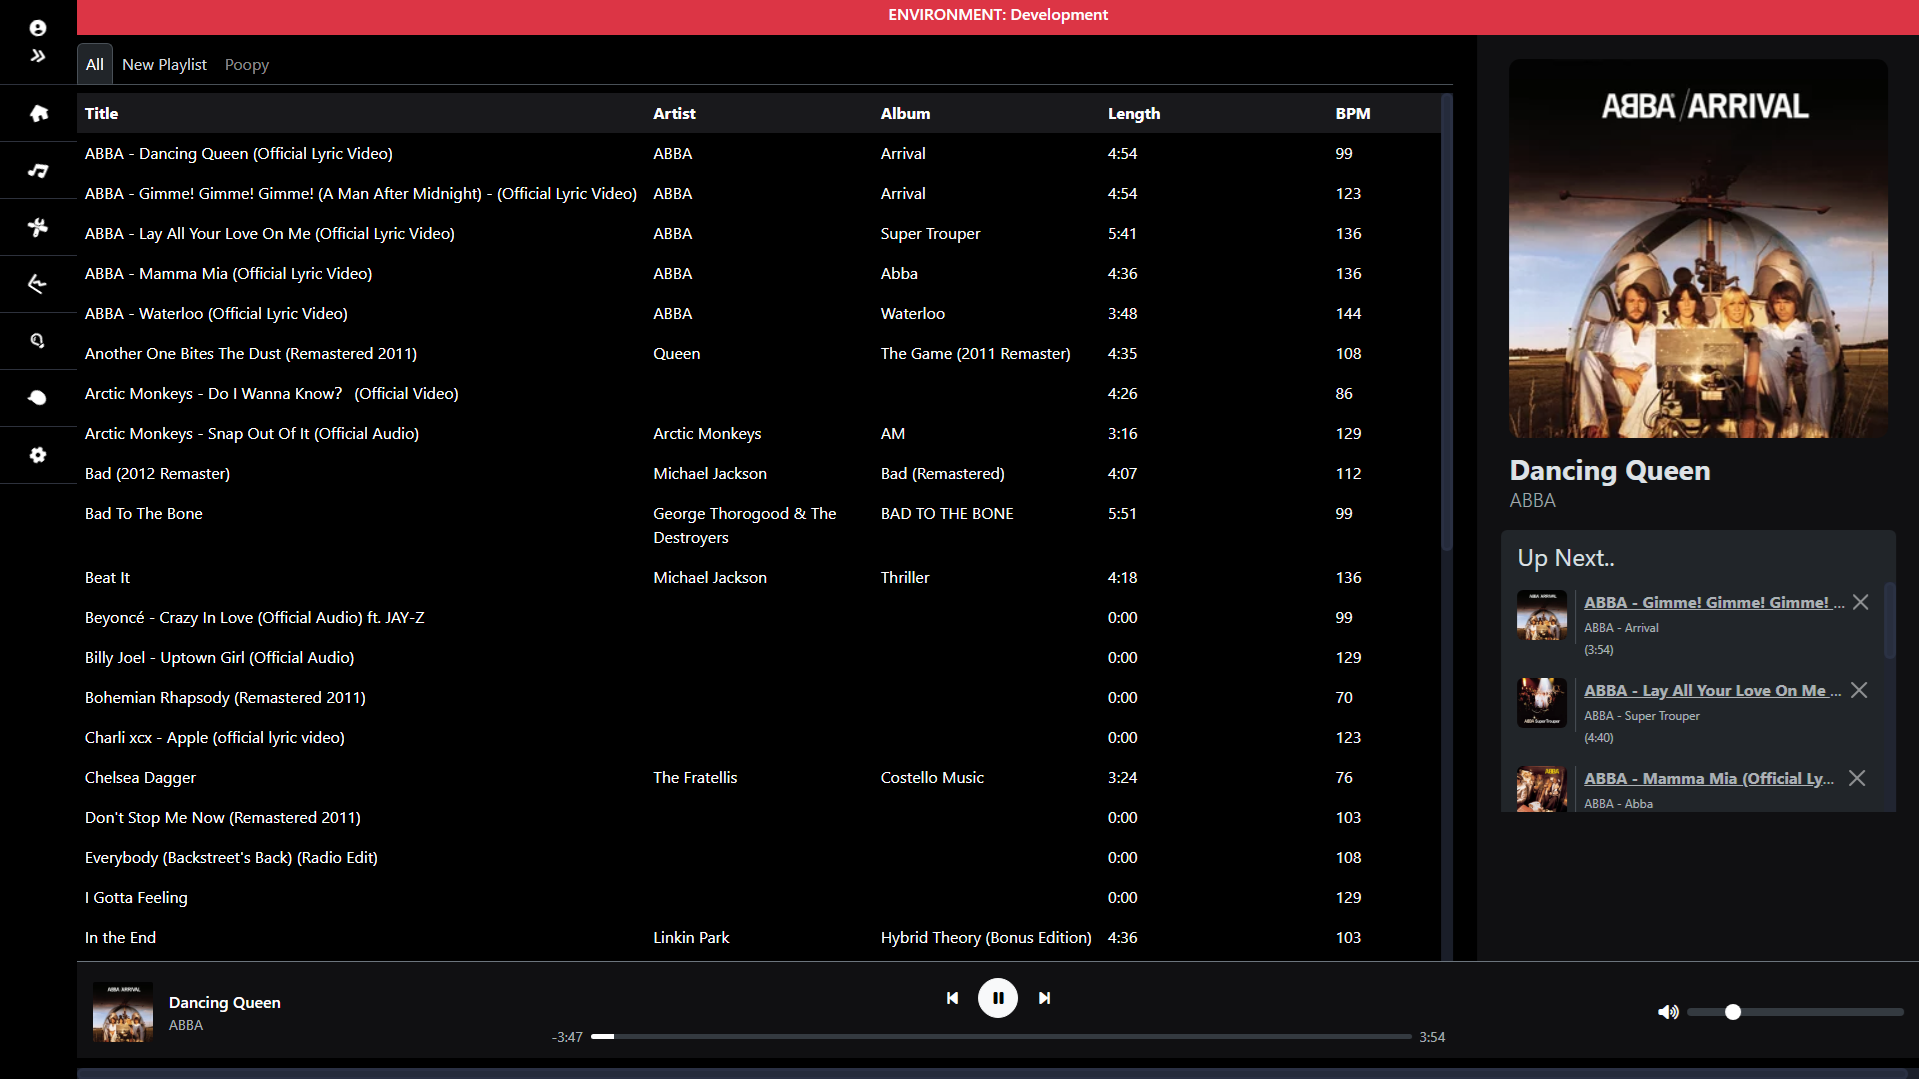 ENVIRONMENT: Development
All New Playlist Poopy
Title Artist Album Length BPM
ABBA - Dancing Queen (Official Lyric Video) ABBA Arrival 4:54 99
ABBA - Gimme! Gimme! Gimme! (A Man After Midnight) - (Official Lyric Video) ABBA Arrival 4:54 123
ABBA - Lay All Your Love On Me (Official Lyric Video) ABBA Super Trouper 5:41 136
ABBA - Mamma Mia (Official Lyric Video) ABBA Abba 4:36 136
ABBA - Waterloo (Official Lyric Video) ABBA Waterloo 3:48 144
Another One Bites The Dust (Remastered 2011) Queen The Game (2011 Remaster) 4:35 108
Arctic Monkeys - Do I Wanna Know? (Official Video) 4:26 86
Arctic Monkeys - Snap Out Of It (Official Audio) Arctic Monkeys AM 3:16 129
Bad (2012 Remaster) Michael Jackson Bad (Remastered) 4:07 112
Bad To The Bone George Thorogood & The BAD TO THE BONE 5:51 99
Destroyers
Beat It Michael Jackson Thriller 4:18 136
Beyoncé - Crazy In Love (Official Audio) ft. JAY-Z 0:00 99
Billy Joel - Uptown Girl (Official Audio) 0:00 129
Bohemian Rhapsody (Remastered 2011) 0:00 70
Charli xcx - Apple (official lyric video) 0:00 123
Chelsea Dagger The Fratellis Costello Music 3:24 76
Don't Stop Me Now (Remastered 2011) 0:00 103
Everybody (Backstreet's Back) (Radio Edit) 0:00 108
I Gotta Feeling 0:00 129
In the End Linkin Park Hybrid Theory (Bonus Edition) 4:36 103
ABBA/ARRIVAL
Dancing Queen
ABBA
Up Next..
ABBA ARRIVAL
ABBA - Gimme! Gimme! Gimme! ...
ABBA - Arrival
(3:54)
ABBA Super Trouper
ABBA - Lay All Your Love On Me ...
ABBA - Super Trouper
(4:40)
ABBA
ABBA - Mamma Mia (Official Ly...
ABBA - Abba
ABBA ARRIVAL
Dancing Queen
ABBA
-3:47 3:54